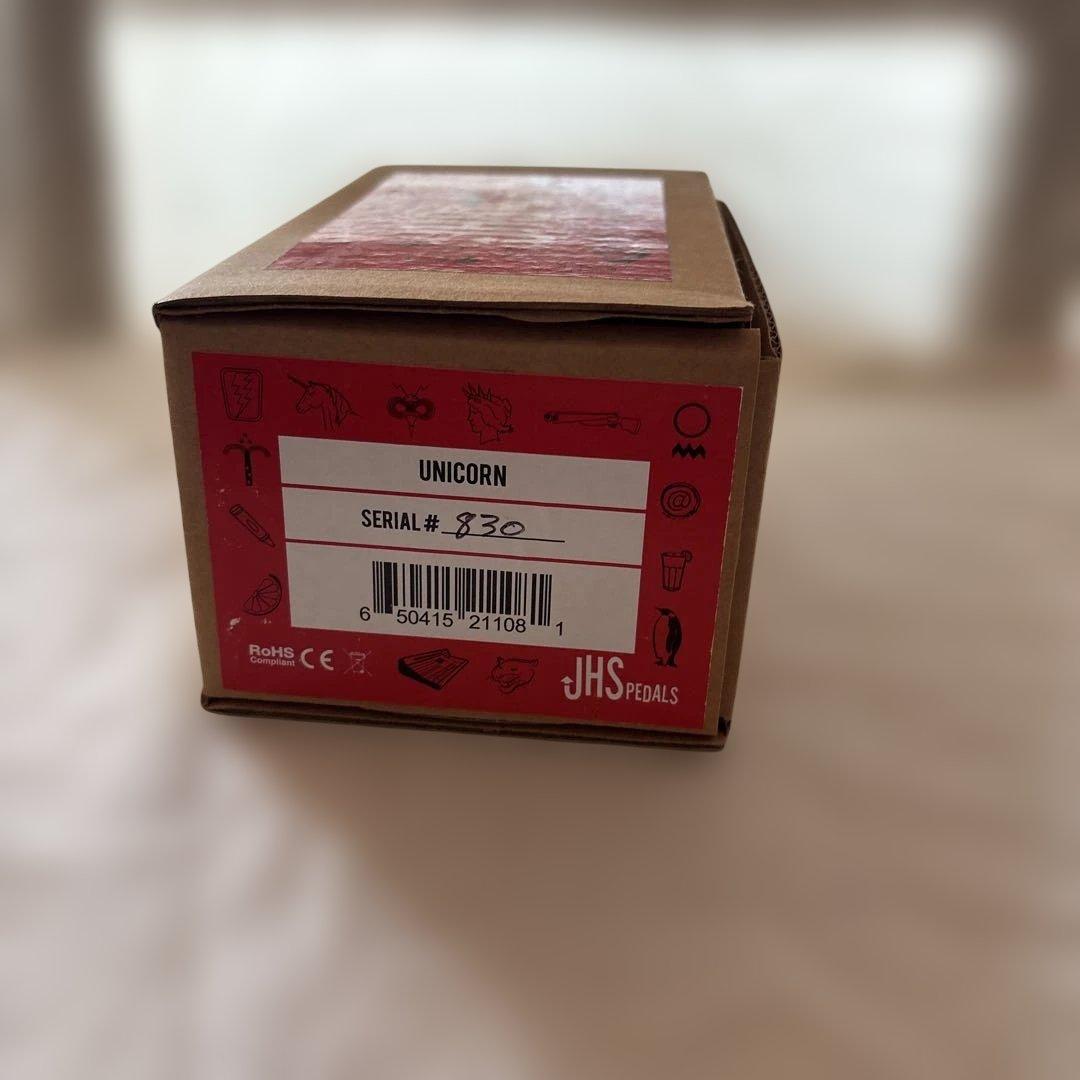 UNICORN
SERIAL # 830
6 50415 21108 1
RoHS
Compliant CE
JHS PEDALS